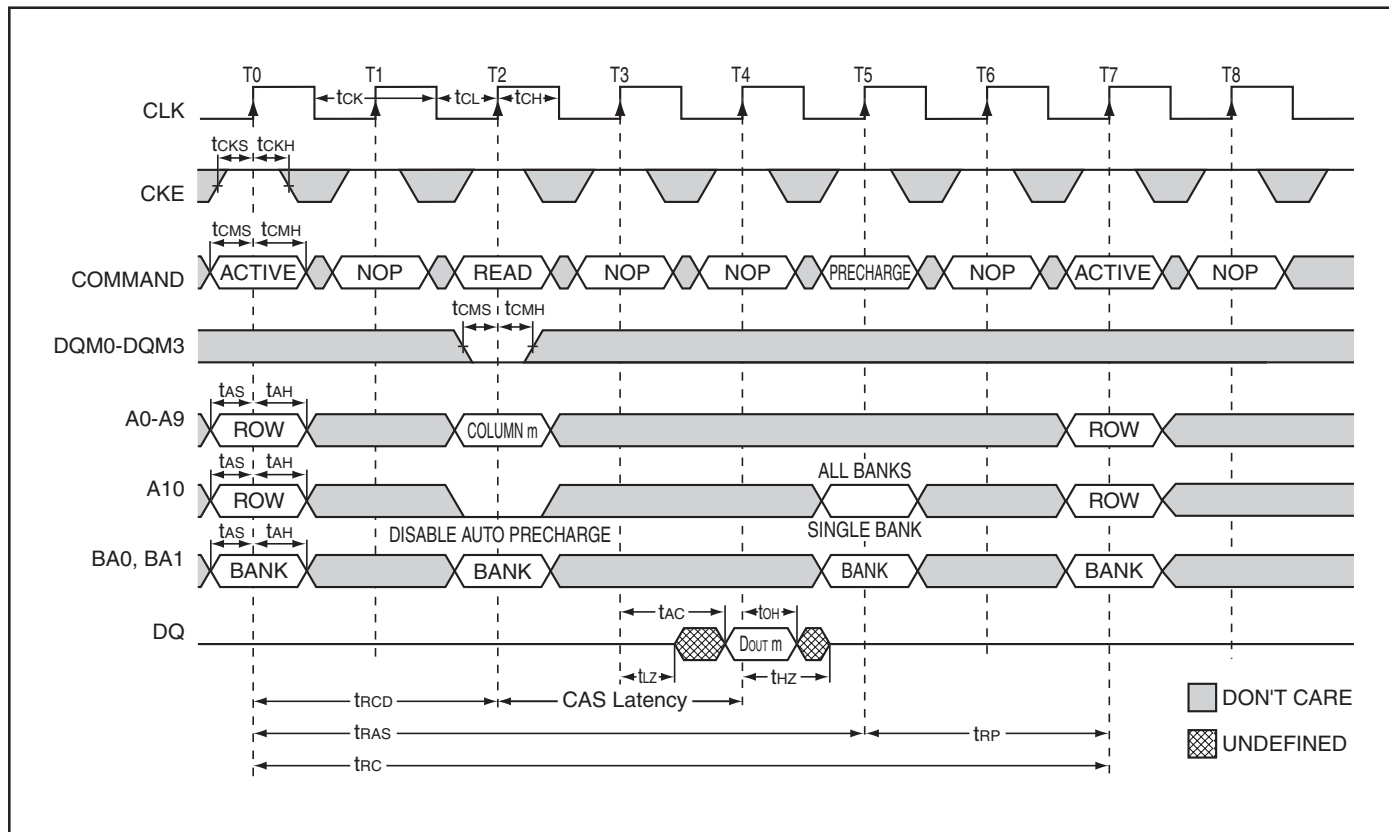 T0 T1 T2 T3 T4 T5 T6 T7 T8
CLK tCK tCL tCH
tCKS tCKH
CKE
tCMS tCMH
COMMAND ACTIVE NOP READ NOP NOP PRECHARGE NOP ACTIVE NOP
tCMS tCMH
DQM0-DQM3
tAS tAH
A0-A9 ROW COLUMN m ROW
tAS tAH ALL BANKS
A10 ROW ROW
DISABLE AUTO PRECHARGE SINGLE BANK
tAS tAH
BA0, BA1 BANK BANK BANK BANK
tAC tOH
DQ DOUT m
tLZ tHZ
tRCD CAS Latency
DON'T CARE
tRAS tRP
UNDEFINED
tRC